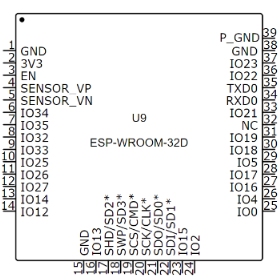 U9
ESP-WROOM-32D
1 GND
2 3V3
3 EN
4 SENSOR_VP
5 SENSOR_VN
6 IO34
7 IO35
8 IO32
9 IO33
10 IO25
11 IO26
12 IO27
13 IO14
14 IO12
15 GND
16 IO13
17 SHD/SD2*
18 SWP/SD3*
19 SCS/CMD*
20 SCK/CLK*
21 SDO/SD0*
22 SDI/SD1*
23 IO15
24 IO2
P_GND 39
GND 38
IO23 37
IO22 36
TXD0 35
RXD0 34
IO21 33
NC 32
IO19 31
IO18 30
IO5 29
IO17 28
IO16 27
IO4 26
IO0 25